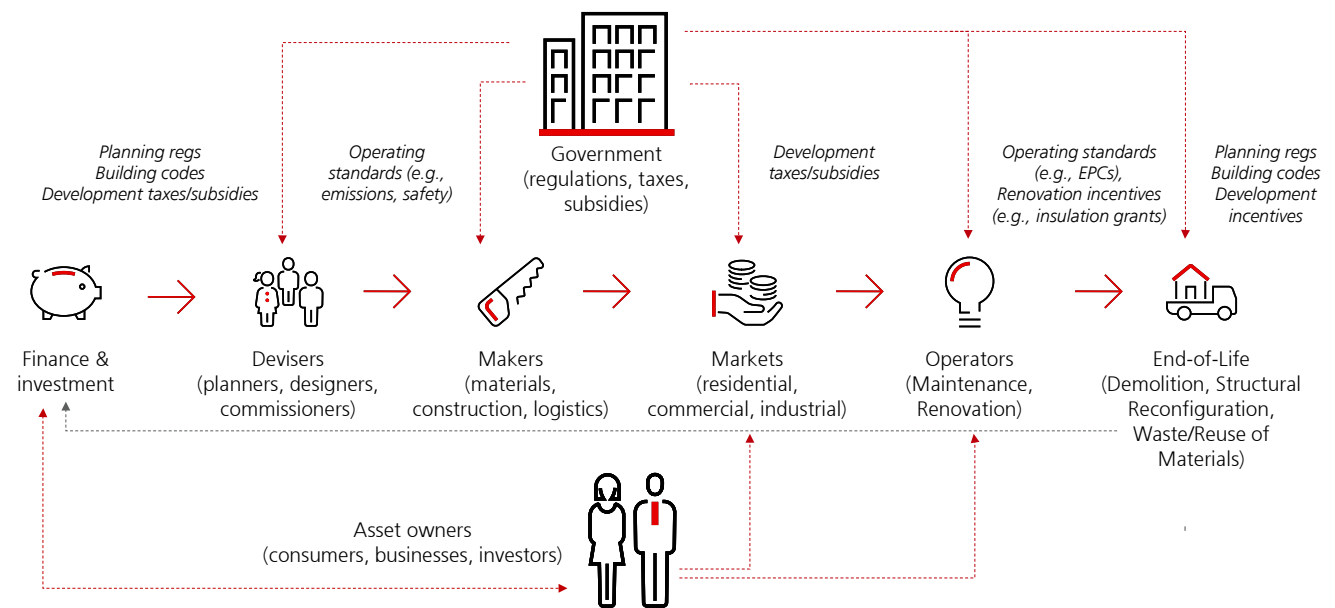 Planning regs
Building codes
Development taxes/subsidies
Operating
standards (e.g.,
emissions, safety)
Government
(regulations, taxes,
subsidies)
Development
taxes/subsidies
Operating standards
(e.g., EPCs),
Renovation incentives
(e.g., insulation grants)
Planning regs
Building codes
Development
incentives
Finance &
investment
Devisers
(planners, designers,
commissioners)
Makers
(materials,
construction, logistics)
Markets
(residential,
commercial, industrial)
Operators
(Maintenance,
Renovation)
End-of-Life
(Demolition, Structural
Reconfiguration,
Waste/Reuse of
Materials)
Asset owners
(consumers, businesses, investors)